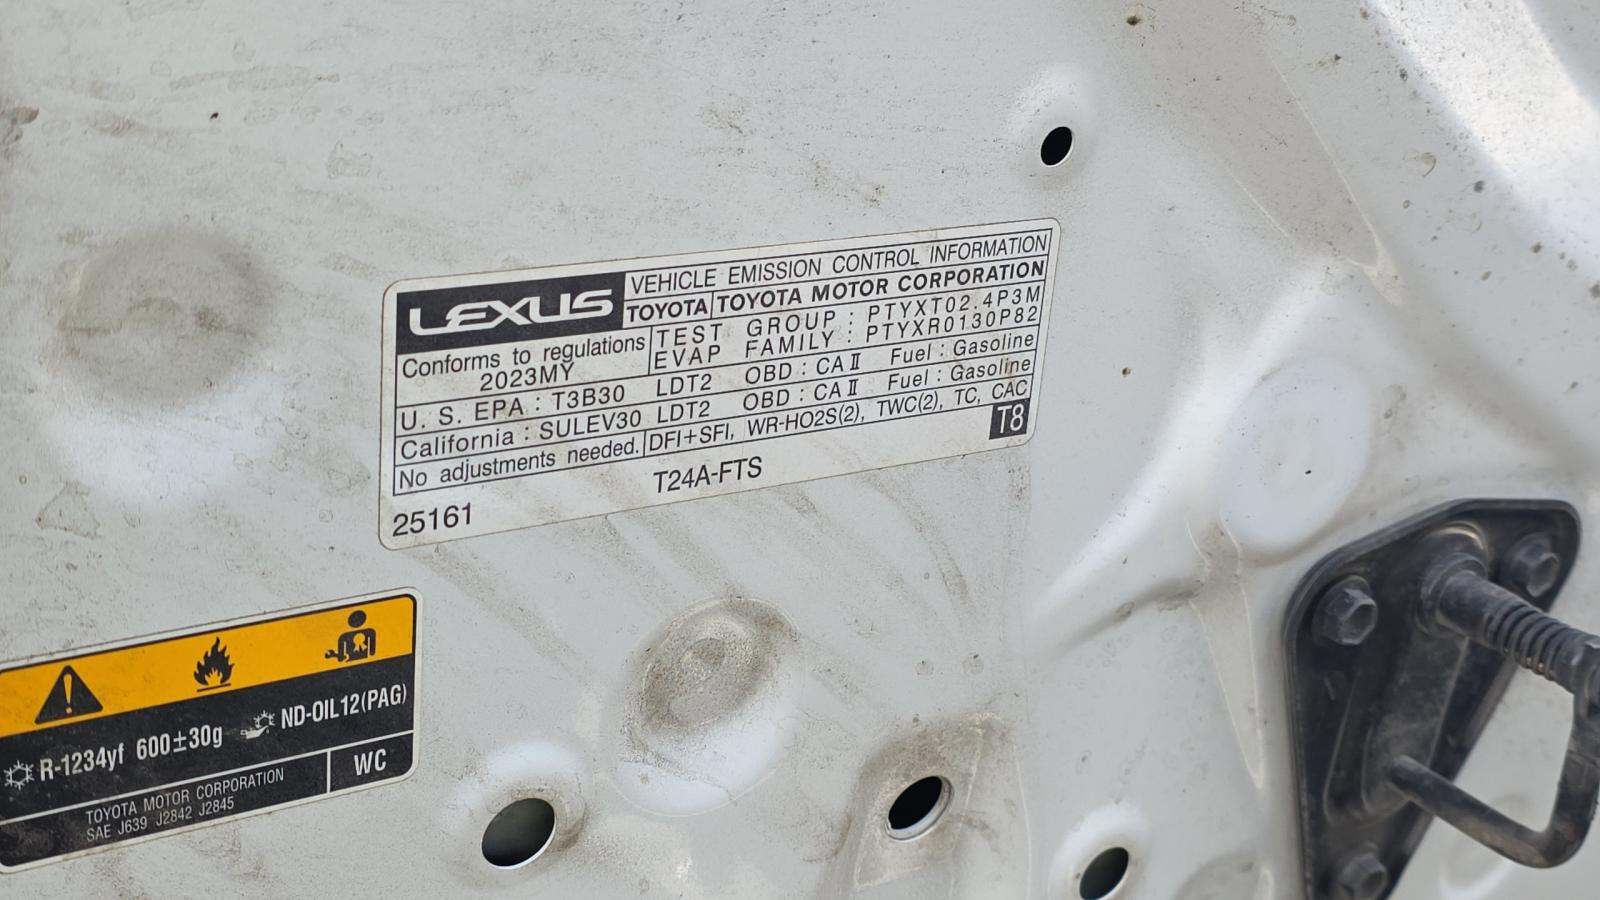 LEXUS
VEHICLE EMISSION CONTROL INFORMATION
TOYOTA TOYOTA MOTOR CORPORATION
Conforms to regulations
2023MY
TEST GROUP : PTYXT02.4P3M
EVAP FAMILY : PTYXR0130P82
U. S. EPA : T3B30 LDT2 OBD : CA II Fuel : Gasoline
California : SULEV30 LDT2 OBD : CA II Fuel : Gasoline
No adjustments needed. DFI+SFI, WR-HO2S(2), TWC(2), TC, CAC
T8
T24A-FTS
25161
R-1234yf 600±30g ND-OIL12(PAG)
TOYOTA MOTOR CORPORATION
SAE J639 J2842 J2845
WC